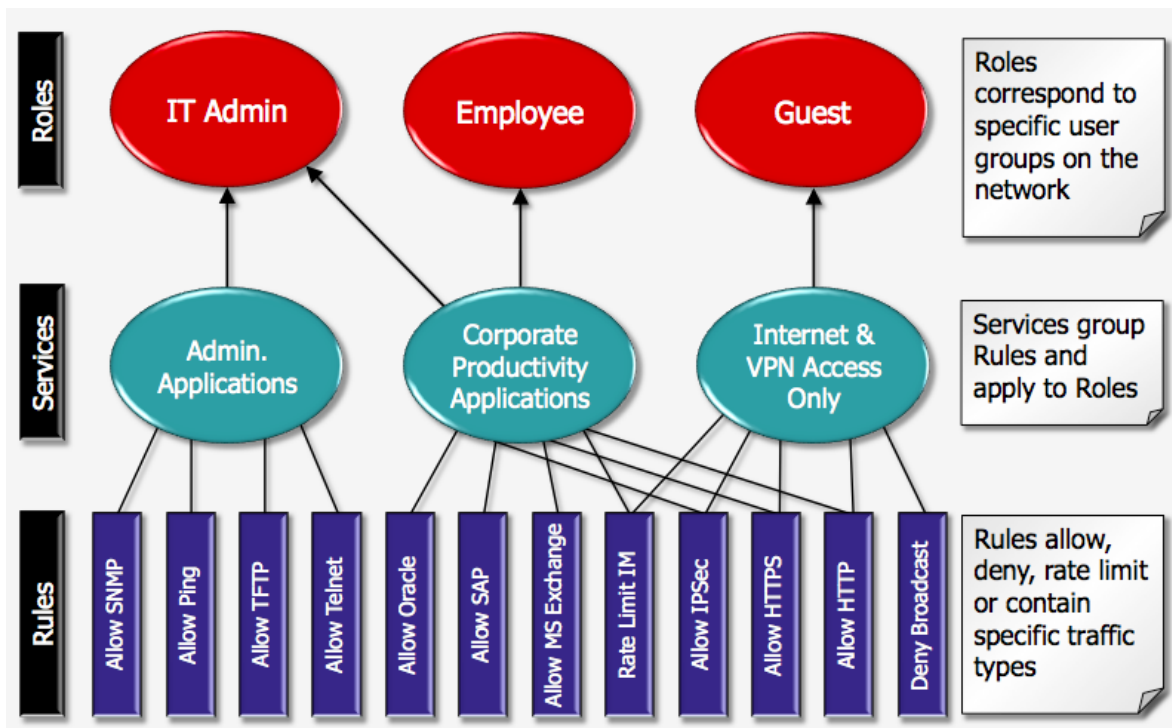 Roles
IT Admin
Employee
Guest
Roles
correspond to
specific user
groups on the
network
Services
Admin.
Applications
Corporate
Productivity
Applications
Internet &
VPN Access
Only
Services group
Rules and
apply to Roles
Rules
Allow SNMP
Allow Ping
Allow TFTP
Allow Telnet
Allow Oracle
Allow SAP
Allow MS Exchange
Rate Limit IM
Allow IPSec
Allow HTTPS
Allow HTTP
Deny Broadcast
Rules allow,
deny, rate limit
or contain
specific traffic
types